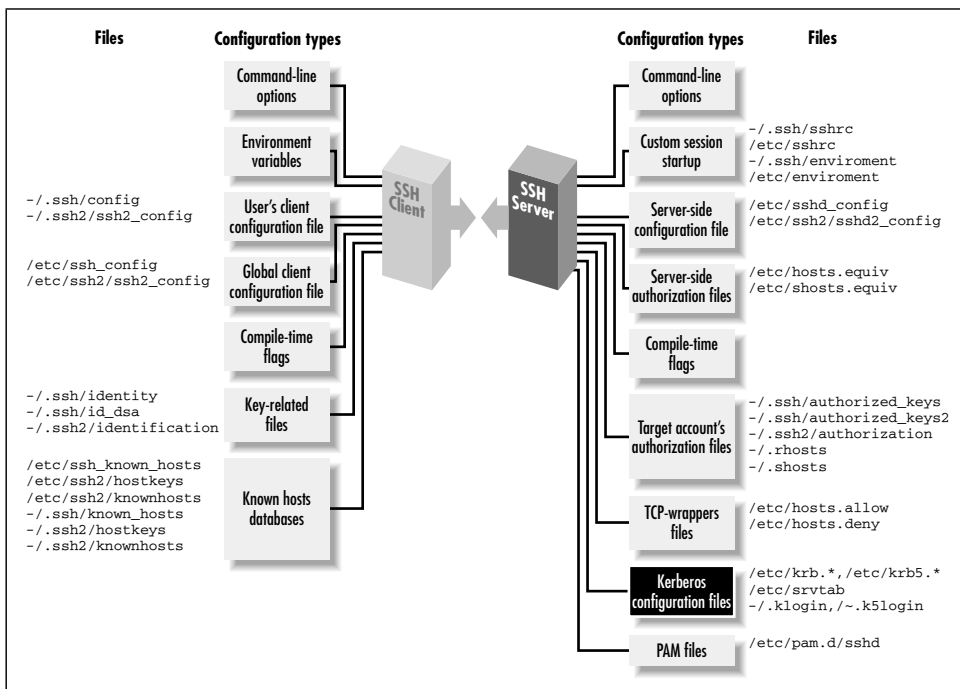 Files
Configuration types
Command-line
options
Environment
variables
-/.ssh/config
-/.ssh2/ssh2_config
User's client
configuration file
/etc/ssh_config
/etc/ssh2/ssh2_config
Global client
configuration file
Compile-time
flags
-/.ssh/identity
-/.ssh/id_dsa
-/.ssh2/identification
Key-related
files
/etc/ssh_known_hosts
/etc/ssh2/hostkeys
/etc/ssh2/knownhosts
-/.ssh/known_hosts
-/.ssh2/hostkeys
-/.ssh2/knownhosts
Known hosts
databases
SSH
Client
SSH
Server
Configuration types
Files
Command-line
options
Custom session
startup
-/.ssh/sshrc
/etc/sshrc
-/.ssh/enviroment
/etc/enviroment
Server-side
configuration file
/etc/sshd_config
/etc/ssh2/sshd2_config
Server-side
authorization files
/etc/hosts.equiv
/etc/shosts.equiv
Compile-time
flags
Target account's
authorization files
-/.ssh/authorized_keys
-/.ssh/authorized_keys2
-/.ssh2/authorization
-/.rhosts
-/.shosts
TCP-wrappers
files
/etc/hosts.allow
/etc/hosts.deny
Kerberos
configuration files
/etc/krb.*,/etc/krb5.*
/etc/srvtab
-/.klogin,/~.k5login
PAM files
/etc/pam.d/sshd